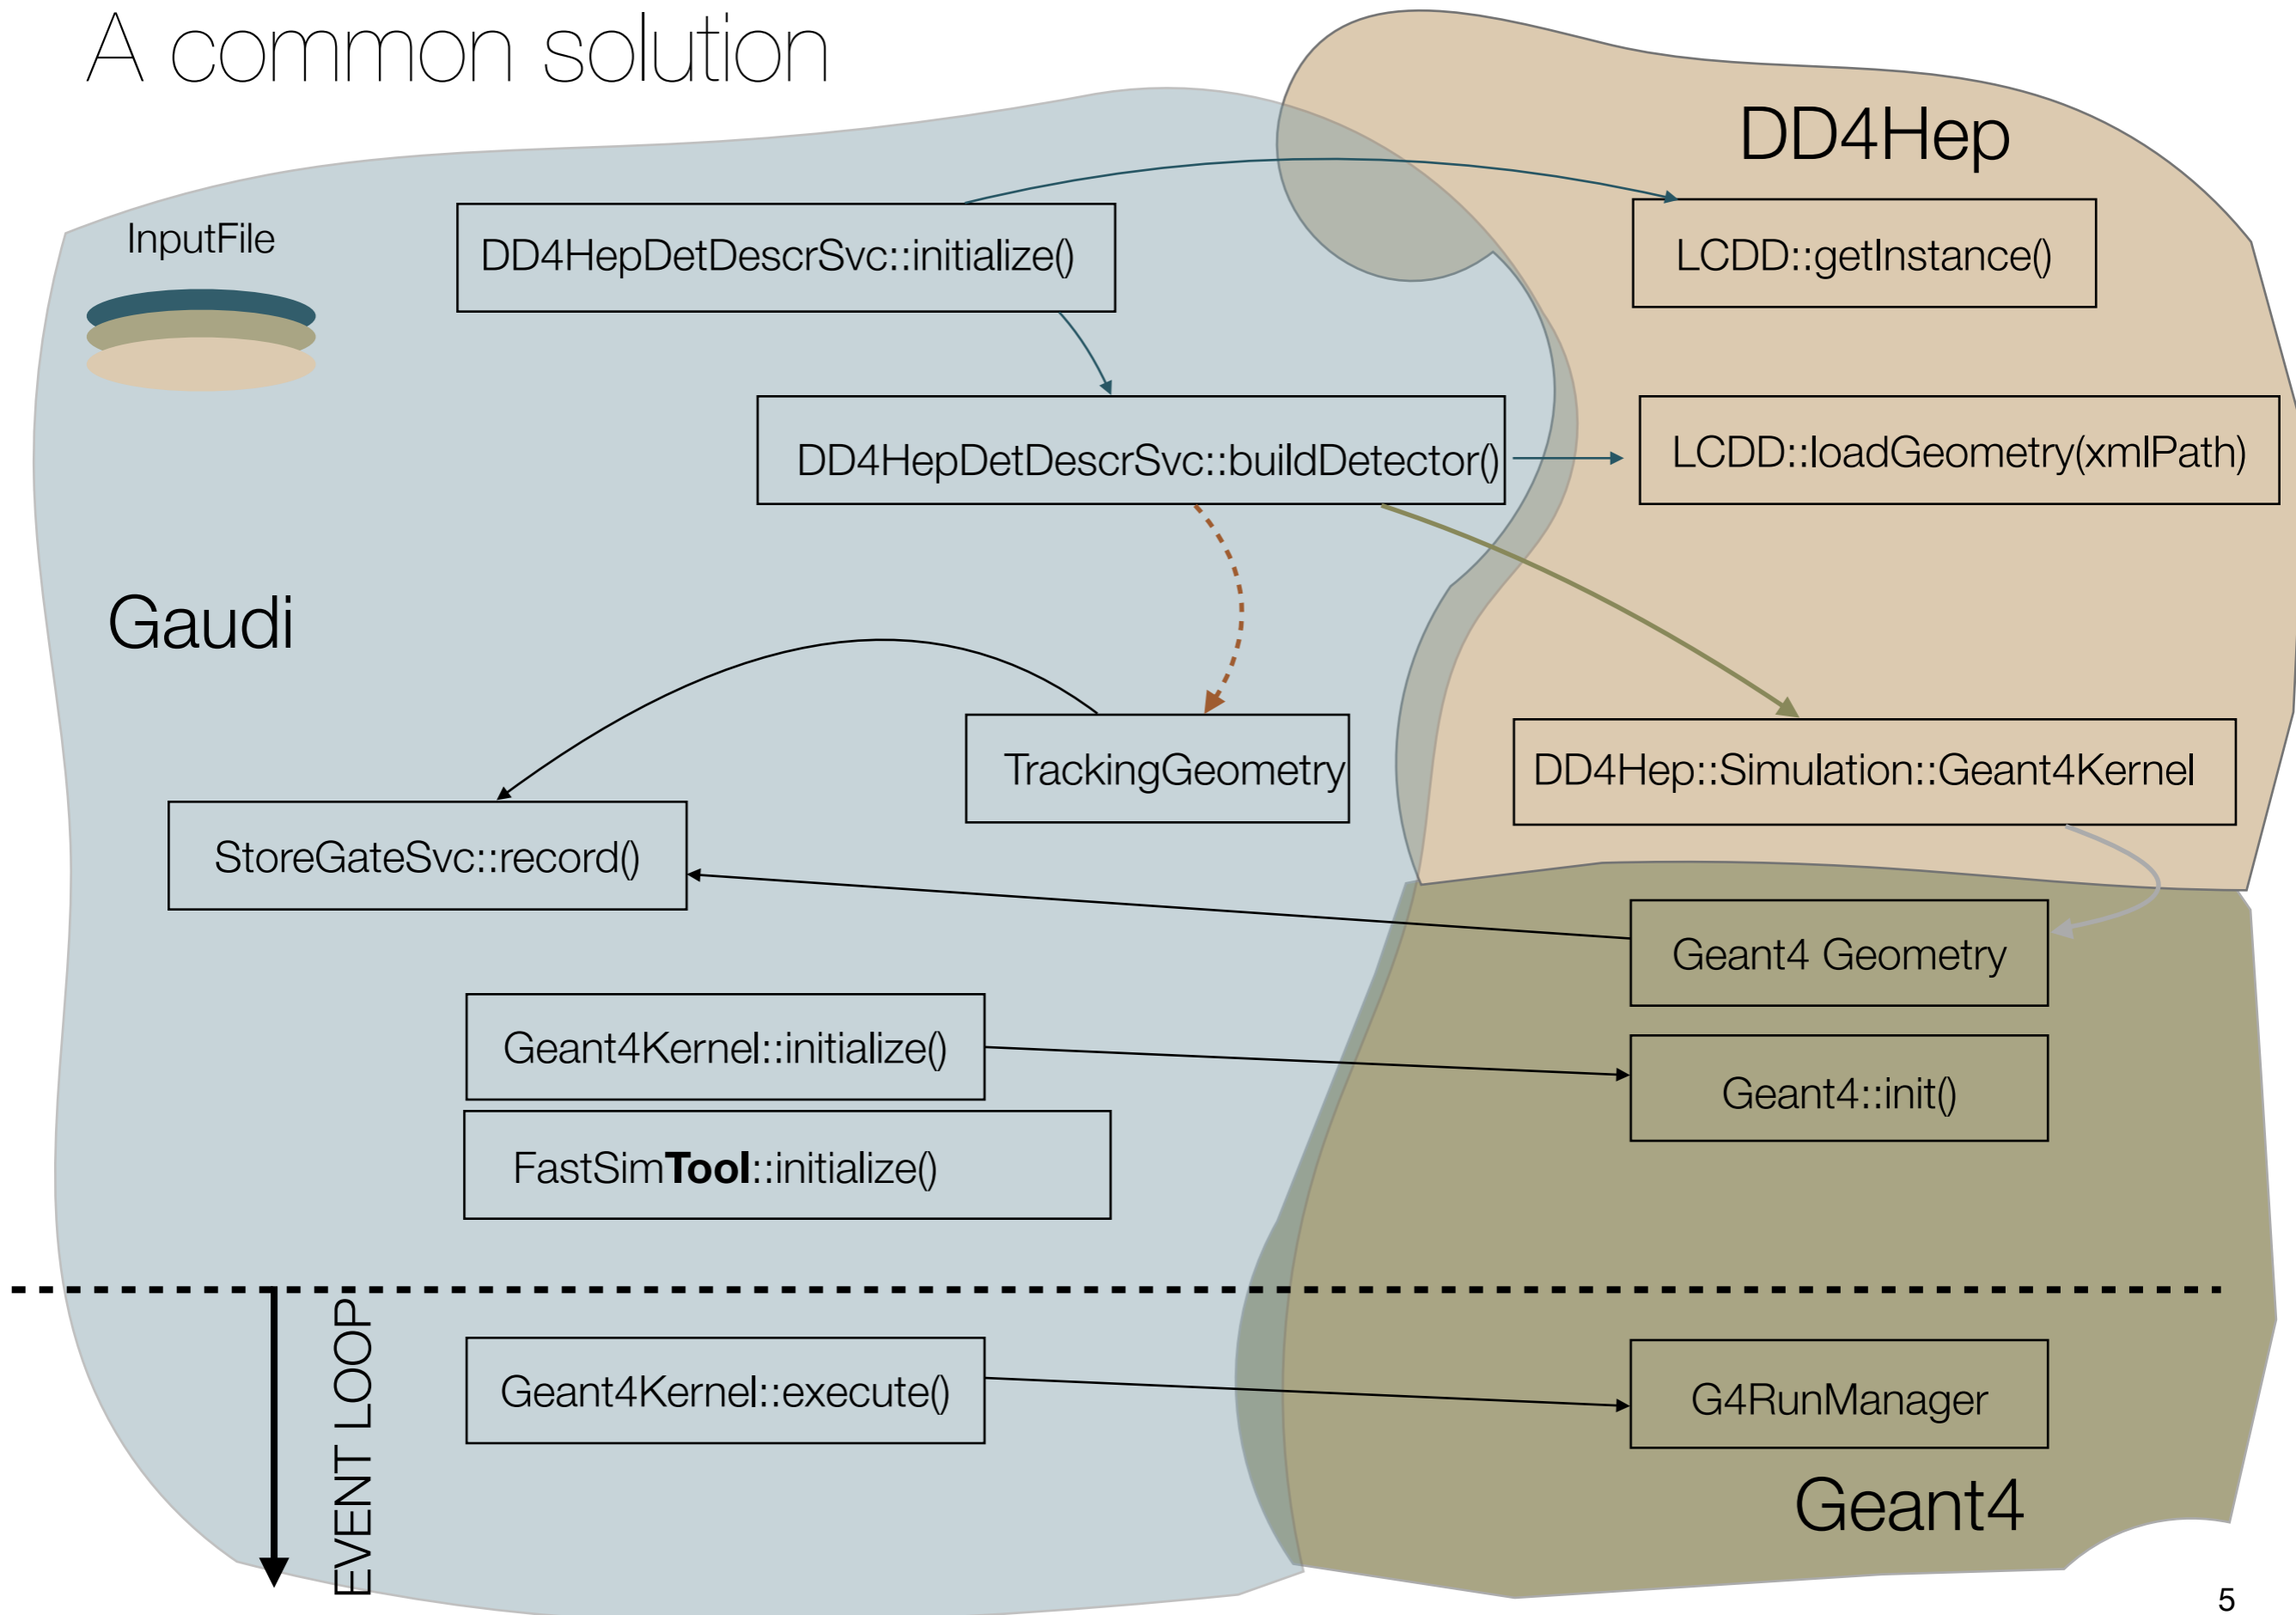 A common solution
DD4Hep
InputFile
DD4HepDetDescrSvc::initialize()
LCDD::getInstance()
DD4HepDetDescrSvc::buildDetector()
LCDD::loadGeometry(xmlPath)
Gaudi
TrackingGeometry
DD4Hep::Simulation::Geant4Kernel
StoreGateSvc::record()
Geant4 Geometry
Geant4Kernel::initialize()
Geant4::init()
FastSimTool::initialize()
EVENT LOOP
Geant4Kernel::execute()
G4RunManager
Geant4
5